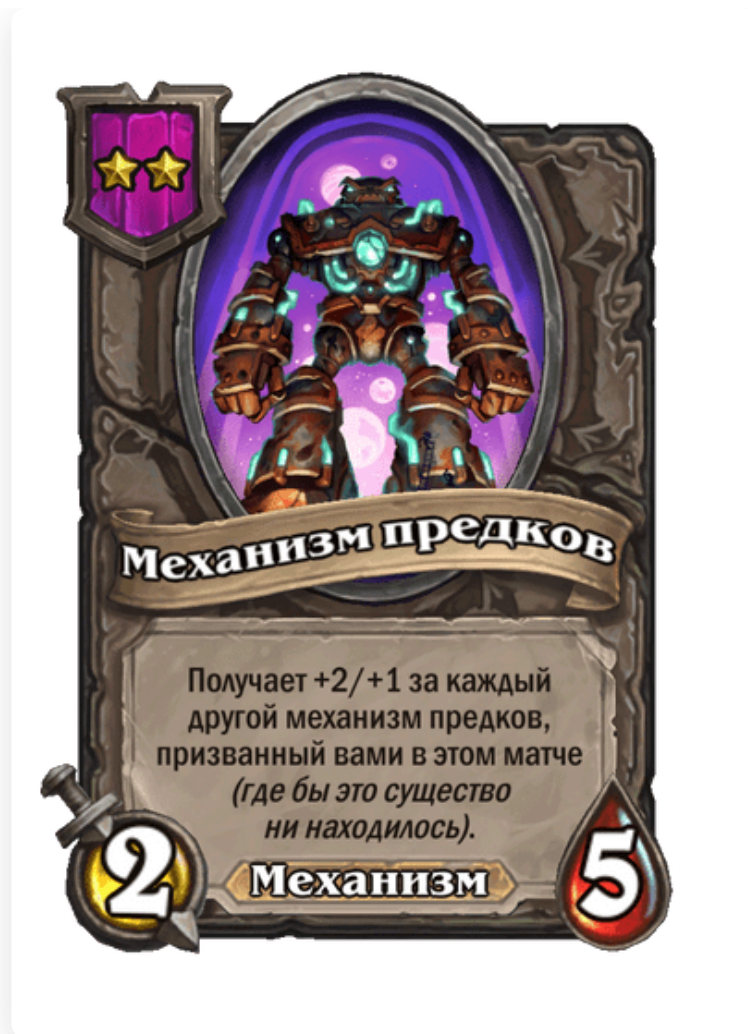 Механизм предков
Получает +2/+1 за каждый
другой механизм предков,
призванный вами в этом матче
(где бы это существо
ни находилось).
2
Механизм
5